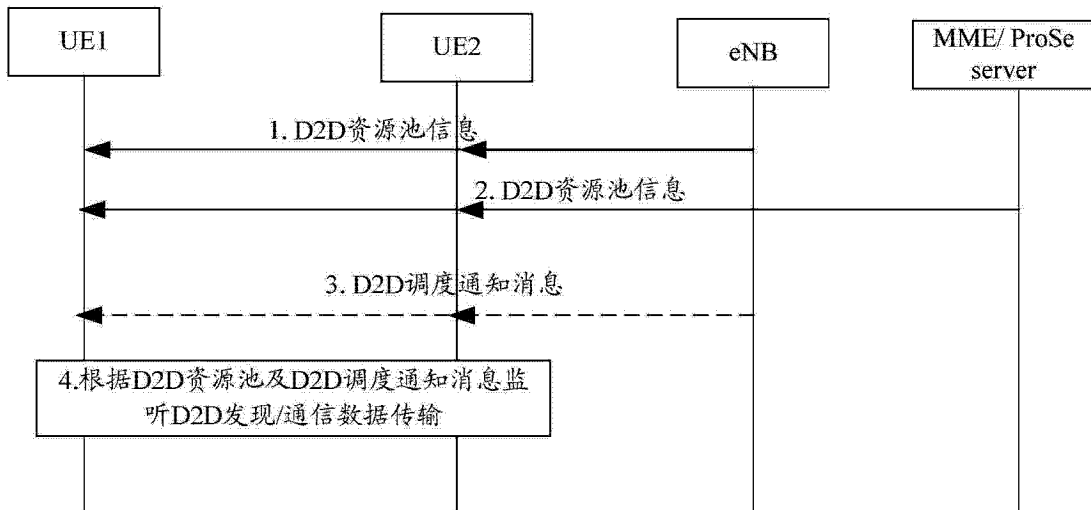 UE1
UE2
eNB
MME/ ProSe
server
1. D2D资源池信息
2. D2D资源池信息
3. D2D调度通知消息
4.根据D2D资源池及D2D调度通知消息监
听D2D发现/通信数据传输